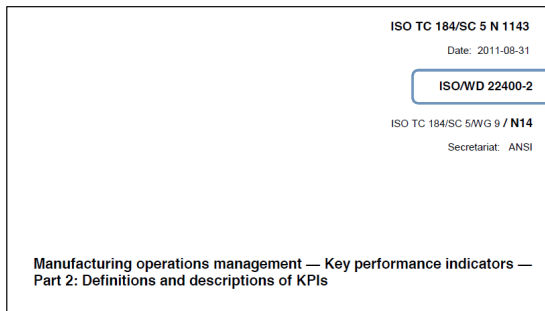 ISO TC 184/SC 5 N 1143
Date: 2011-08-31
ISO/WD 22400-2
ISO TC 184/SC 5/WG 9 / N14
Secretariat: ANSI
Manufacturing operations management — Key performance indicators —
Part 2: Definitions and descriptions of KPIs